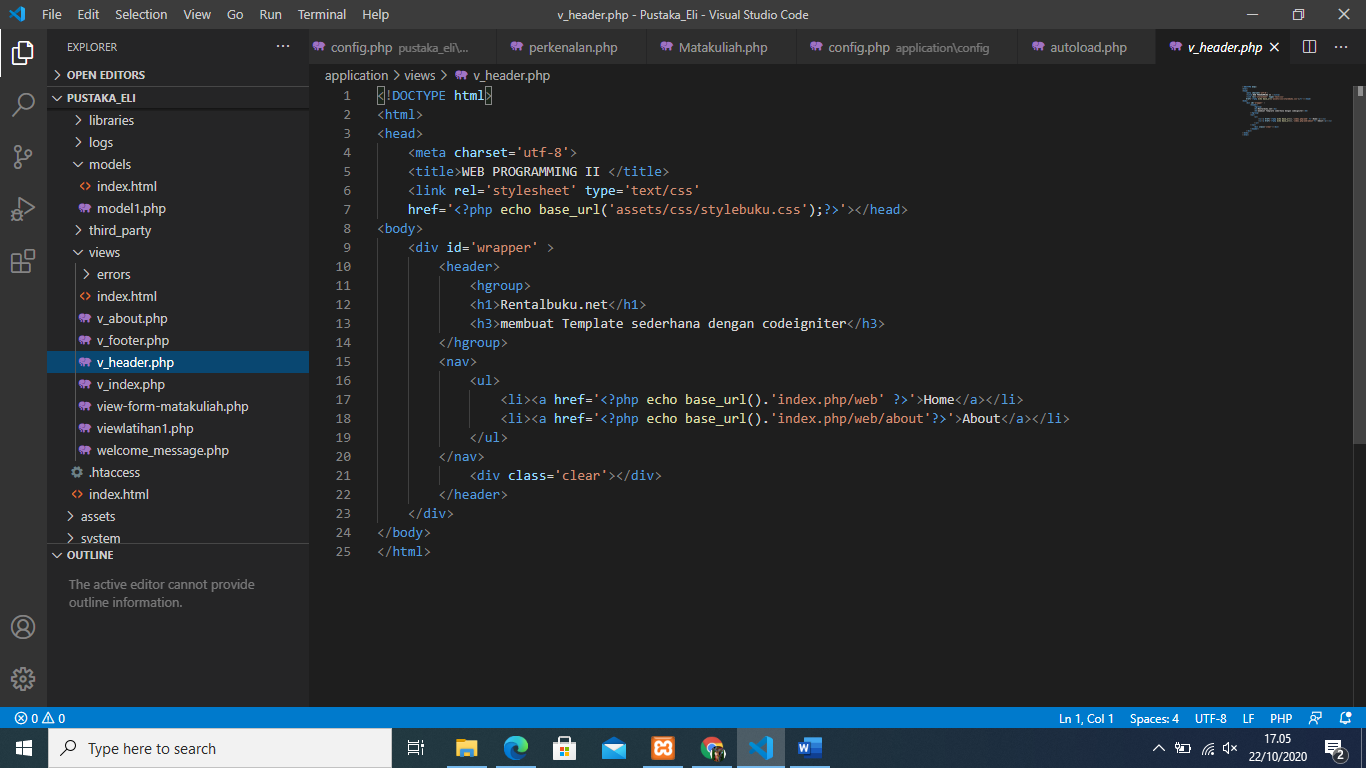 File Edit Selection View Go Run Terminal Help
v_header.php - Pustaka_Eli - Visual Studio Code
EXPLORER
config.php pustaka_eli\...
perkenalan.php
Matakuliah.php
config.php application\config
autoload.php
v_header.php
OPEN EDITORS
PUSTAKA_ELI
libraries
logs
models
index.html
model1.php
third_party
views
errors
index.html
v_about.php
v_footer.php
v_header.php
v_index.php
view-form-matakuliah.php
viewlatihan1.php
welcome_message.php
.htaccess
index.html
assets
system
OUTLINE
The active editor cannot provide
outline information.
application > views > v_header.php
1 <!DOCTYPE html>
2 <html>
3 <head>
4 <meta charset='utf-8'>
5 <title>WEB PROGRAMMING II </title>
6 <link rel='stylesheet' type='text/css'
7 href='<?php echo base_url('assets/css/stylebuku.css');?>'></head>
8 <body>
9 <div id='wrapper' >
10 <header>
11 <hgroup>
12 <h1>Rentalbuku.net</h1>
13 <h3>membuat Template sederhana dengan codeigniter</h3>
14 </hgroup>
15 <nav>
16 <ul>
17 <li><a href='<?php echo base_url().'index.php/web' ?>'>Home</a></li>
18 <li><a href='<?php echo base_url().'index.php/web/about'?>'>About</a></li>
19 </ul>
20 </nav>
21 <div class='clear'></div>
22 </header>
23 </div>
24 </body>
25 </html>
0 0
Ln 1, Col 1 Spaces: 4 UTF-8 LF PHP
Type here to search
17.05
22/10/2020
2